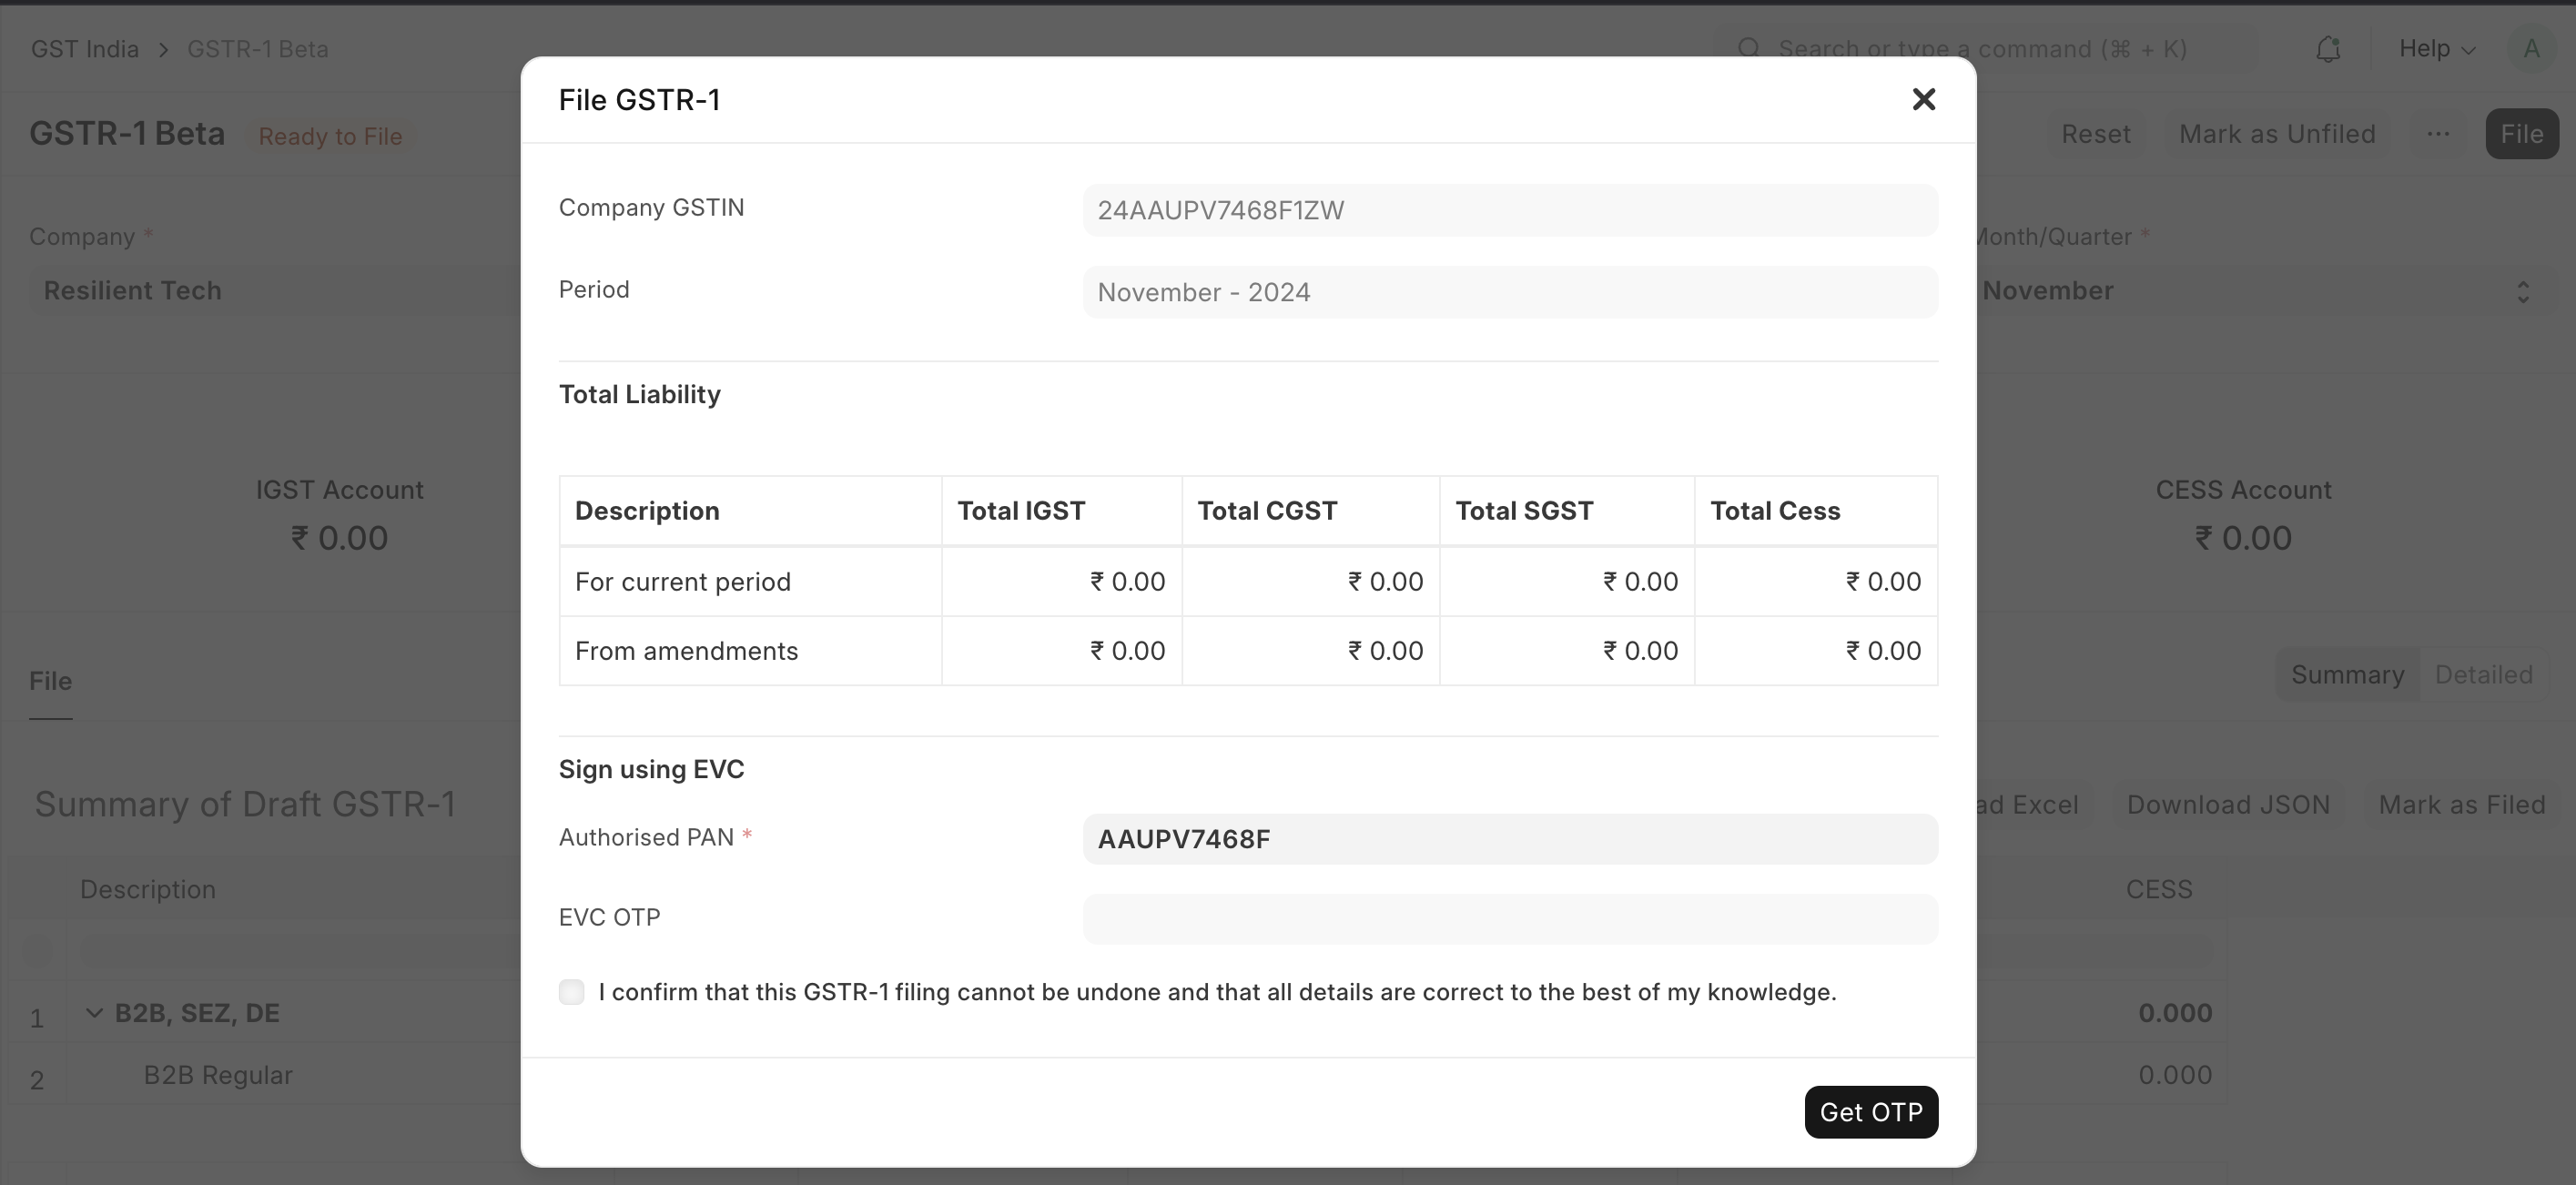 GST India > GSTR-1 Beta
Search or type a command (⌘ + K)
Help
A
GSTR-1 Beta
Ready to File
Reset
Mark as Unfiled
···
File
Company *
Resilient Tech
Month/Quarter *
November
IGST Account
₹ 0.00
CESS Account
₹ 0.00
File
Summary
Detailed
Summary of Draft GSTR-1
ad Excel
Download JSON
Mark as Filed
Description
CESS
1
B2B, SEZ, DE
0.000
2
B2B Regular
0.000
File GSTR-1
Company GSTIN
24AAUPV7468F1ZW
Period
November - 2024
Total Liability
Description Total IGST Total CGST Total SGST Total Cess
For current period ₹ 0.00 ₹ 0.00 ₹ 0.00 ₹ 0.00
From amendments ₹ 0.00 ₹ 0.00 ₹ 0.00 ₹ 0.00
Sign using EVC
Authorised PAN *
AAUPV7468F
EVC OTP
I confirm that this GSTR-1 filing cannot be undone and that all details are correct to the best of my knowledge.
Get OTP